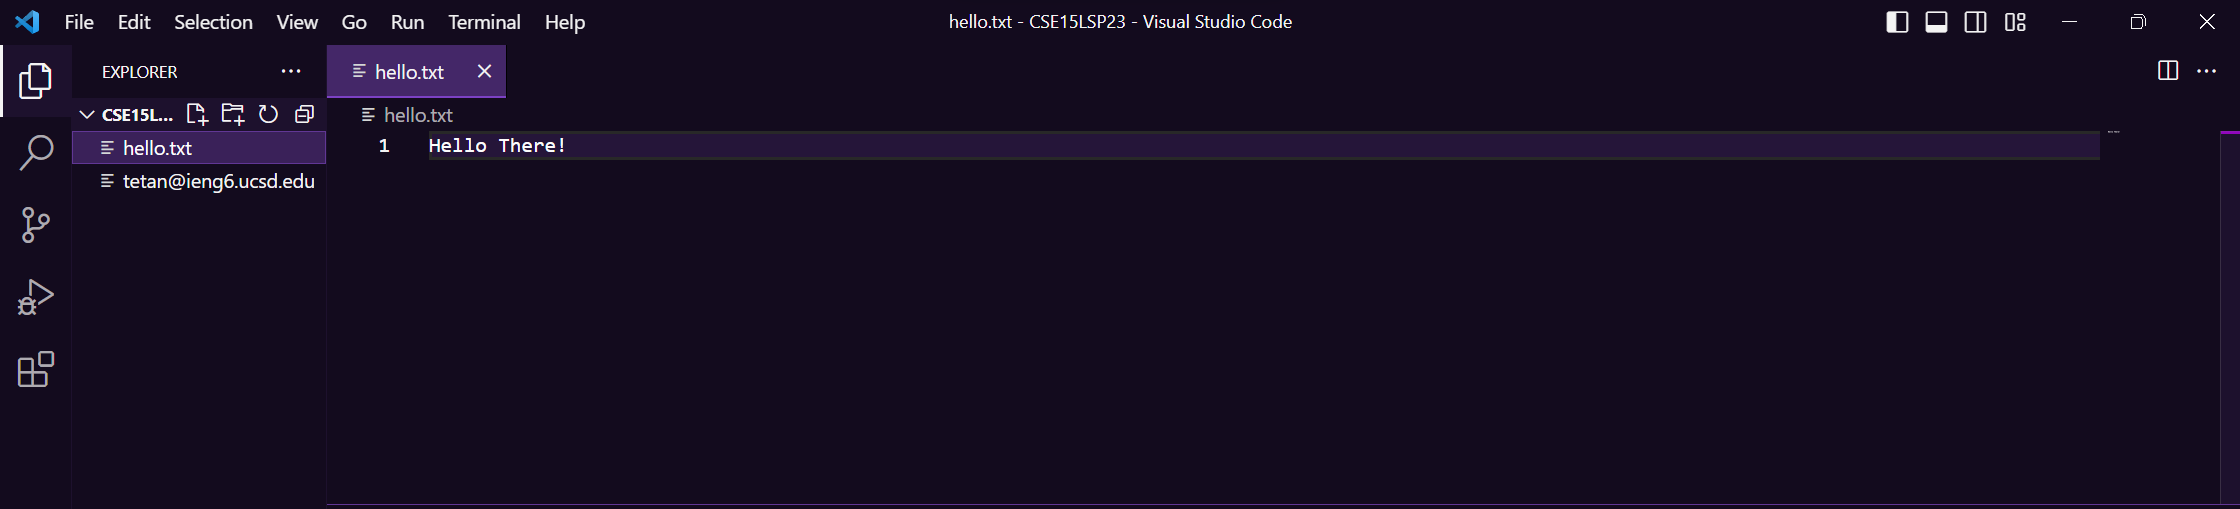 File Edit Selection View Go Run Terminal Help
hello.txt - CSE15LSP23 - Visual Studio Code
EXPLORER
CSE15L...
hello.txt
tetan@ieng6.ucsd.edu
hello.txt
hello.txt
1 Hello There!